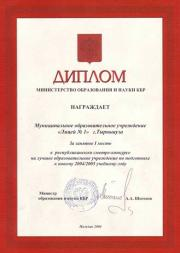 ДИПЛОМ
МИНИСТЕРСТВО ОБРАЗОВАНИЯ И НАУКИ КБР
НАГРАЖДАЕТ
Муниципальное образовательное учреждение
«Лицей № 1» г.Тырныауза
За занятое I место
в республиканском смотре-конкурсе
на лучшее образовательное учреждение по подготовке
к новому 2004/2005 учебному году
Министр
образования и науки КБР
Нальчик 2004